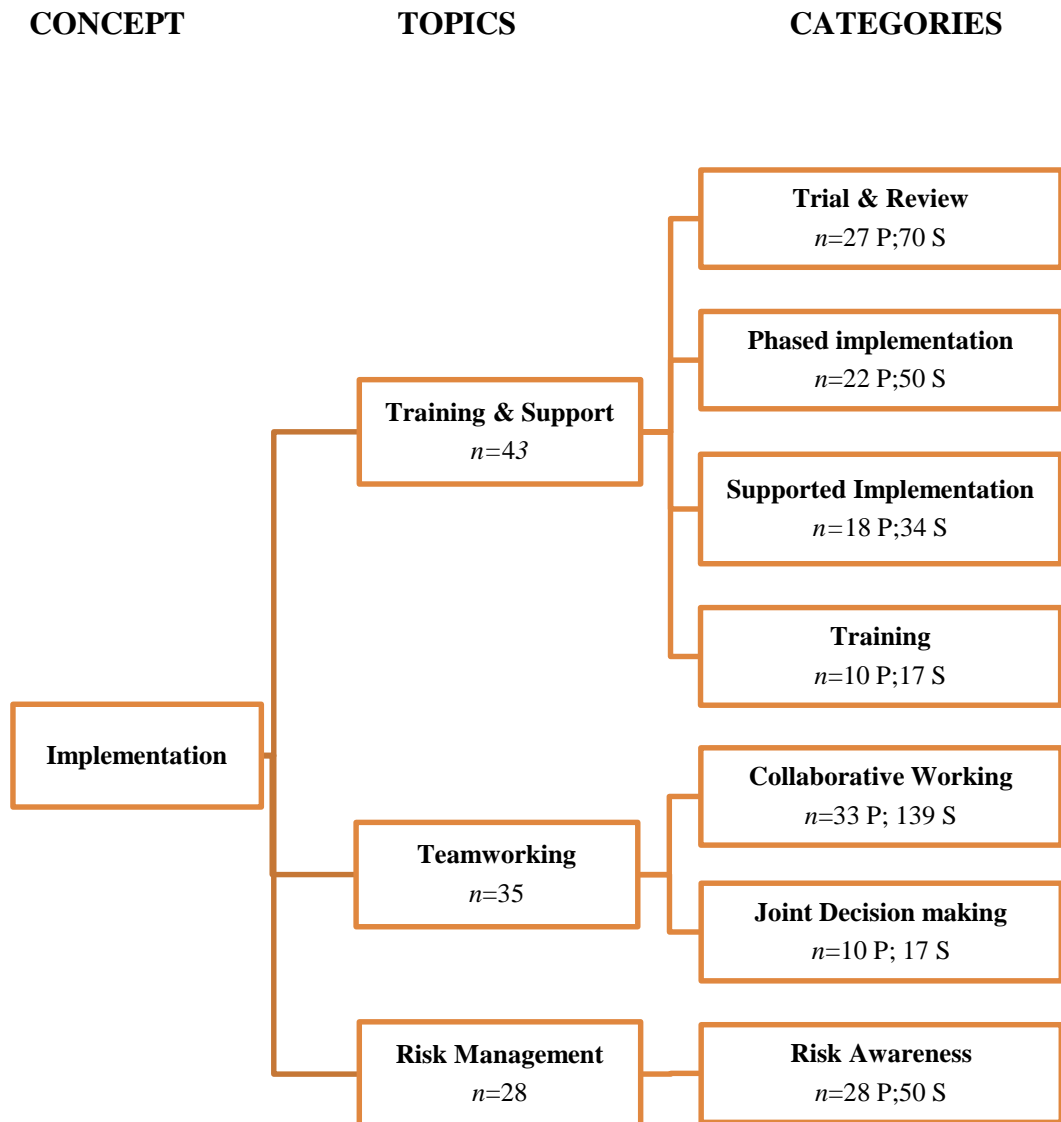 CONCEPT TOPICS CATEGORIES
Trial & Review
n=27 P;70 S
Phased implementation
n=22 P;50 S
Training & Support
n=43
Supported Implementation
n=18 P;34 S
Training
n=10 P;17 S
Implementation
Collaborative Working
n=33 P; 139 S
Teamworking
n=35
Joint Decision making
n=10 P; 17 S
Risk Management
n=28
Risk Awareness
n=28 P;50 S